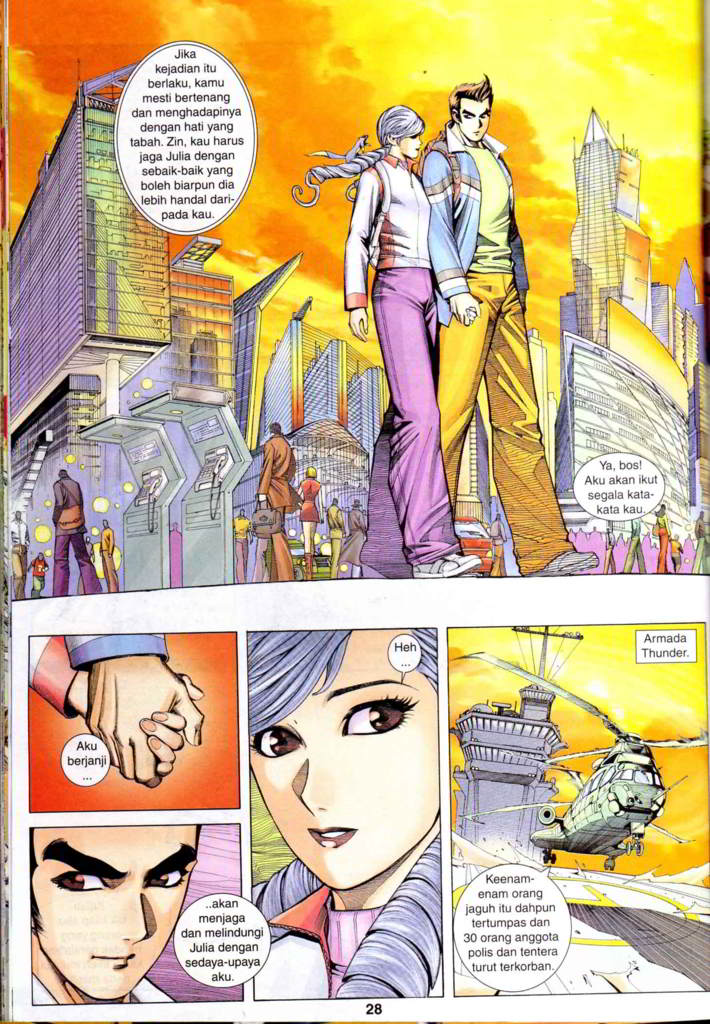 Jika
kejadian itu
berlaku, kamu
mesti bertenang
dan menghadapinya
dengan hati yang
tabah. Zin, kau harus
jaga Julia dengan
sebaik-baik yang
boleh biarpun dia
lebih handal dari-
pada kau.
Ya, bos!
Aku akan ikut
segala kata-
kata kau.
Aku
berjanji
...
Heh
...
..akan
menjaga
dan melindungi
Julia dengan
sedaya-upaya
aku.
Armada
Thunder.
Keenam-
enam orang
jaguh itu dahpun
tertumpas dan
30 orang anggota
polis dan tentera
turut terkorban.
28